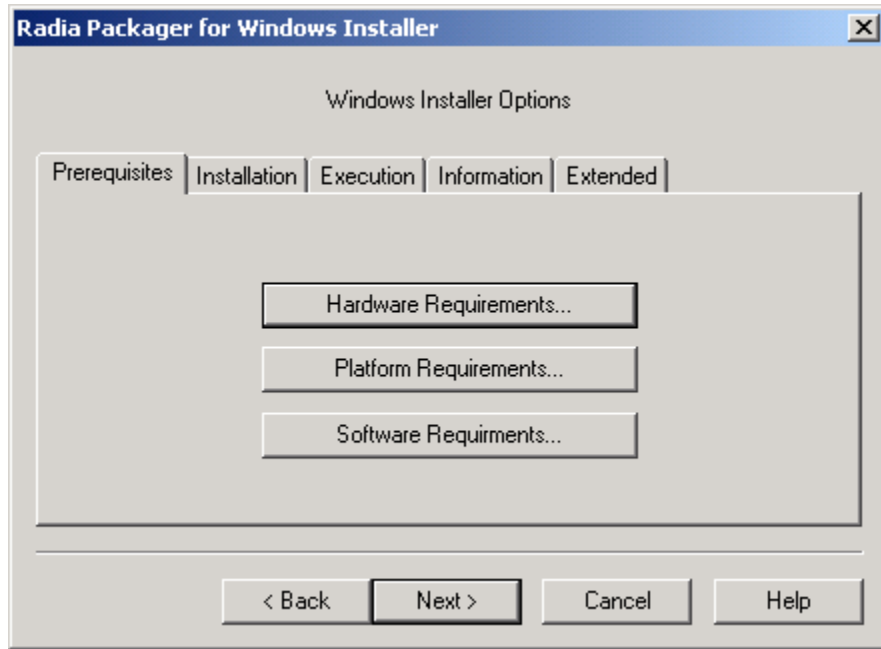 Radia Packager for Windows Installer
Windows Installer Options
Prerequisites Installation Execution Information Extended
Hardware Requirements...
Platform Requirements...
Software Requirments...
< Back Next > Cancel Help